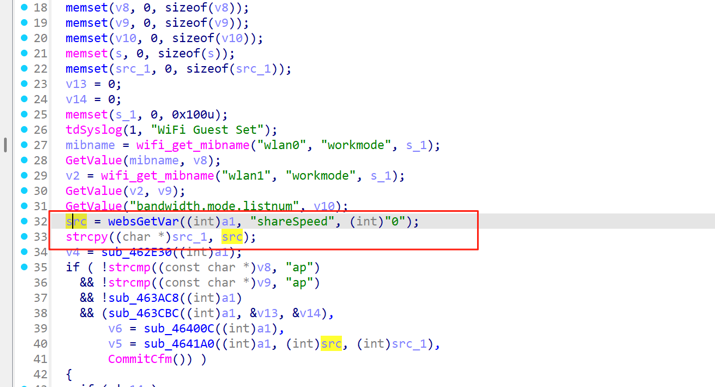 18 memset(v8, 0, sizeof(v8));
19 memset(v9, 0, sizeof(v9));
20 memset(v10, 0, sizeof(v10));
21 memset(s, 0, sizeof(s));
22 memset(src_1, 0, sizeof(src_1));
23 v13 = 0;
24 v14 = 0;
25 memset(s_1, 0, 0x100u);
26 tdSyslog(1, "WiFi Guest Set");
27 mibname = wifi_get_mibname("wlan0", "workmode", s_1);
28 GetValue(mibname, v8);
29 v2 = wifi_get_mibname("wlan1", "workmode", s_1);
30 GetValue(v2, v9);
31 GetValue("bandwidth.mode.listnum", v10);
32 src = websGetVar((int)a1, "shareSpeed", (int)"0");
33 strcpy((char *)src_1, src);
34 v4 = sub_462E30((int)a1);
35 if ( !strcmp((const char *)v8, "ap")
36 && !strcmp((const char *)v9, "ap")
37 && !sub_463AC8((int)a1)
38 && (sub_463CBC((int)a1, &v13, &v14),
39 v6 = sub_46400C((int)a1),
40 v5 = sub_4641A0((int)a1, (int)src, (int)src_1),
41 CommitCfm()) )
42 {